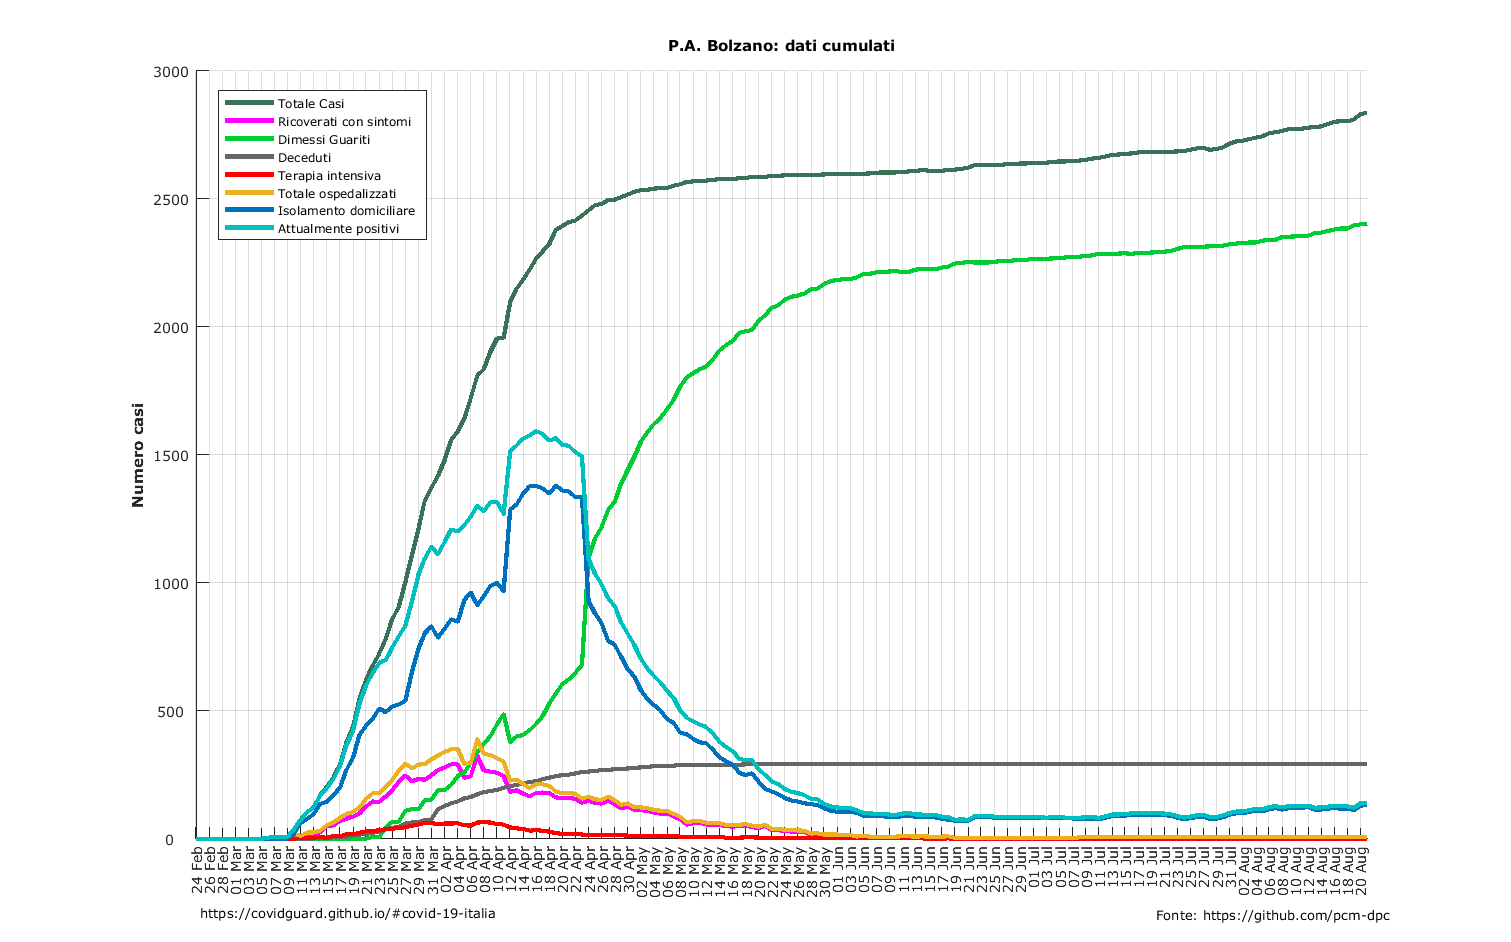 P.A. Bolzano: dati cumulati
3000
2500
2000
1500
1000
500
0
Numero casi
Totale Casi
Ricoverati con sintomi
Dimessi Guariti
Deceduti
Terapia intensiva
Totale ospedalizzati
Isolamento domiciliare
Attualmente positivi
24 Feb
26 Feb
28 Feb
01 Mar
03 Mar
05 Mar
07 Mar
09 Mar
11 Mar
13 Mar
15 Mar
17 Mar
19 Mar
21 Mar
23 Mar
25 Mar
27 Mar
29 Mar
31 Mar
02 Apr
04 Apr
06 Apr
08 Apr
10 Apr
12 Apr
14 Apr
16 Apr
18 Apr
20 Apr
22 Apr
24 Apr
26 Apr
28 Apr
30 Apr
02 May
04 May
06 May
08 May
10 May
12 May
14 May
16 May
18 May
20 May
22 May
24 May
26 May
28 May
30 May
01 Jun
03 Jun
05 Jun
07 Jun
09 Jun
11 Jun
13 Jun
15 Jun
17 Jun
19 Jun
21 Jun
23 Jun
25 Jun
27 Jun
29 Jun
01 Jul
03 Jul
05 Jul
07 Jul
09 Jul
11 Jul
13 Jul
15 Jul
17 Jul
19 Jul
21 Jul
23 Jul
25 Jul
27 Jul
29 Jul
31 Jul
02 Aug
04 Aug
06 Aug
08 Aug
10 Aug
12 Aug
14 Aug
16 Aug
18 Aug
20 Aug
https://covidguard.github.io/#covid-19-italia
Fonte: https://github.com/pcm-dpc